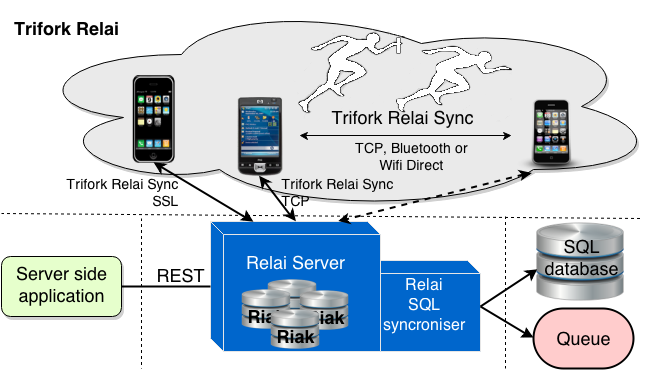 Trifork Relai
Trifork Relai Sync
TCP, Bluetooth or
Wifi Direct
Trifork Relai Sync
SSL
Trifork Relai Sync
TCP
Server side
application
REST
Relai Server
Riak
Riak
Riak
Relai
SQL
syncroniser
SQL
database
Queue